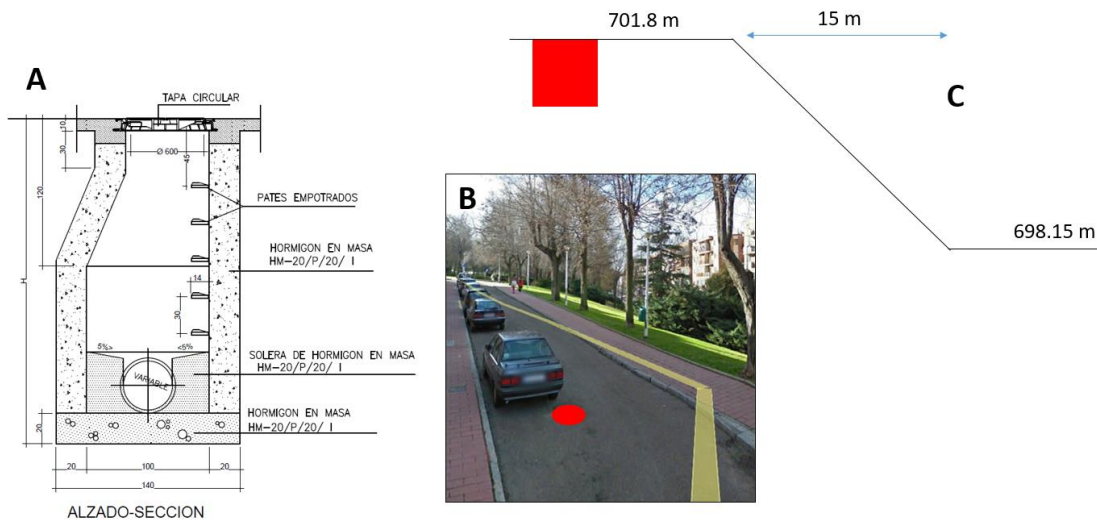 A
TAPA CIRCULAR
10
30
Ø 600
45
120
PATES EMPOTRADOS
HORMIGON EN MASA
HM-20/P/20/ I
H
14
30
5%>
<5%
VARIABLE
SOLERA DE HORMIGON EN MASA
HM-20/P/20/ I
HORMIGON EN MASA
HM-20/P/20/ I
20
20
100
20
140
ALZADO-SECCION
B
701.8 m
15 m
C
698.15 m